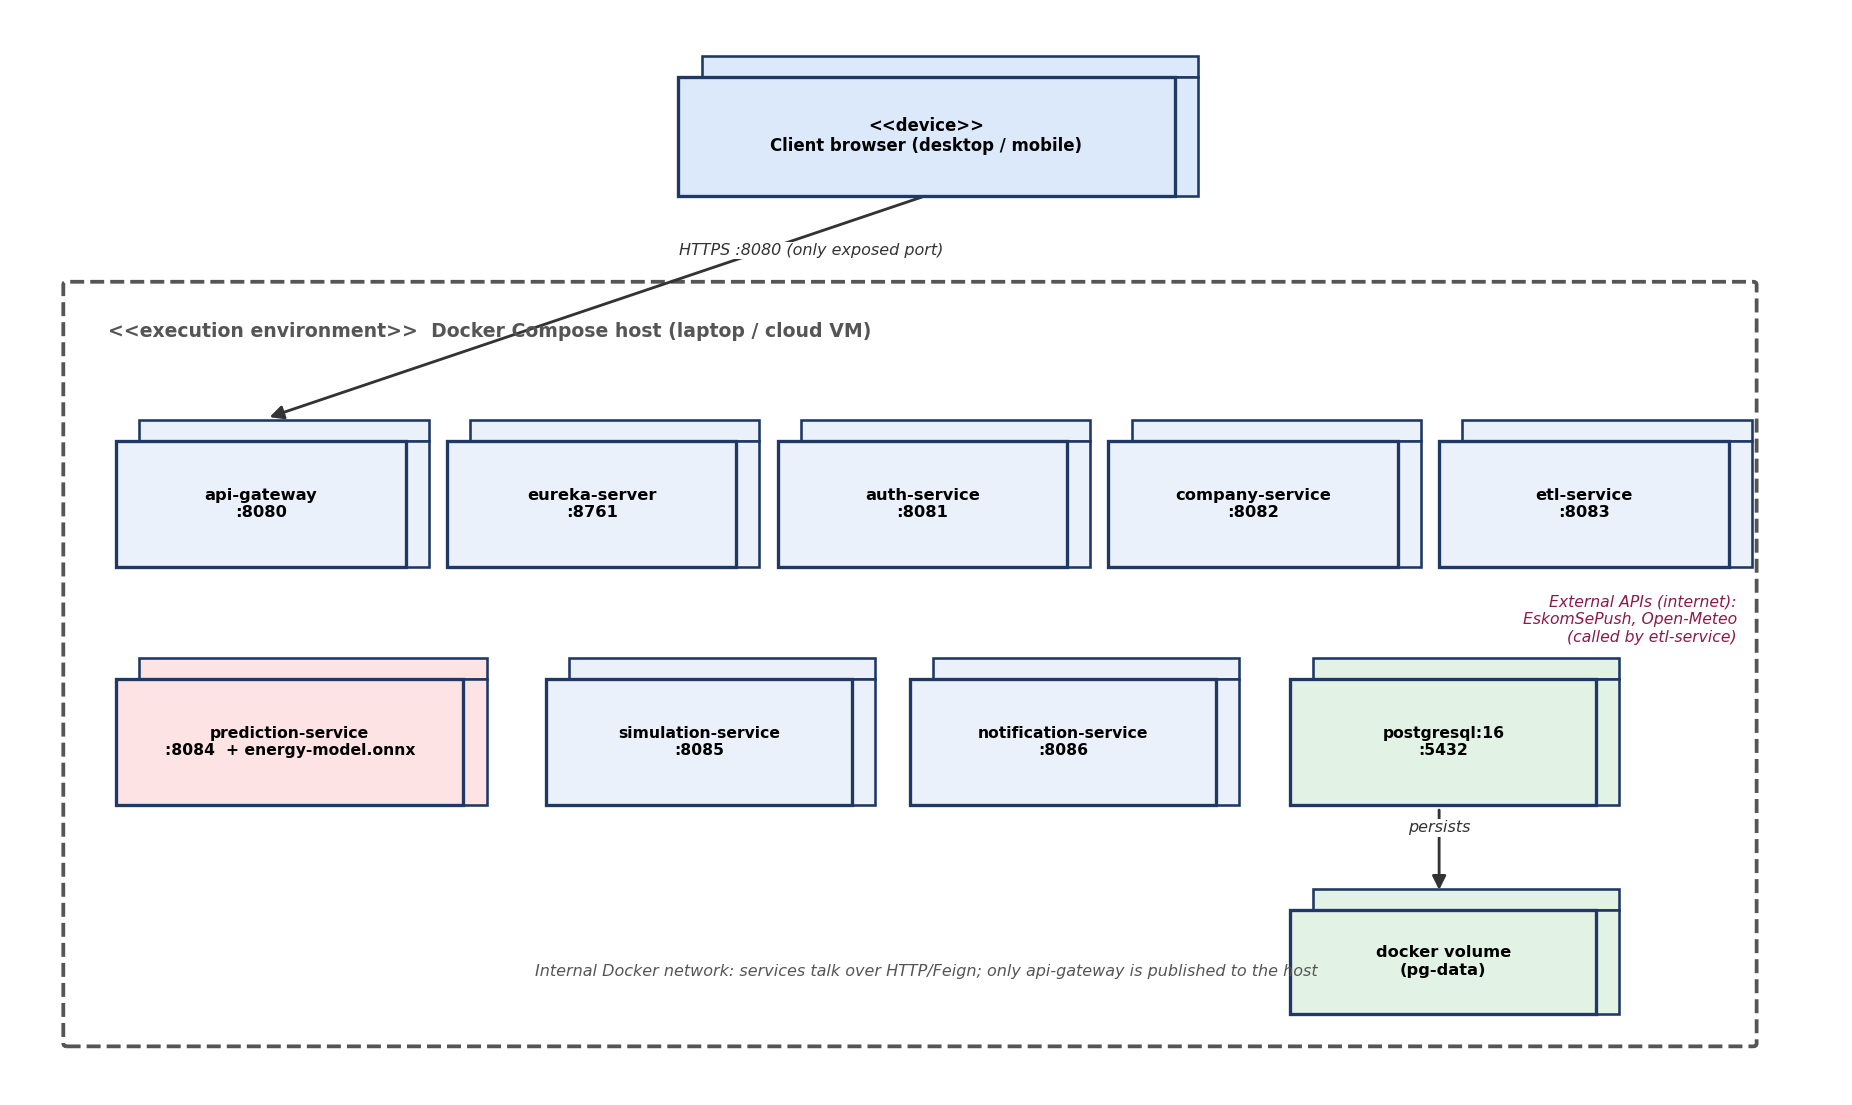 <<device>>
Client browser (desktop / mobile)
HTTPS :8080 (only exposed port)
<<execution environment>>  Docker Compose host (laptop / cloud VM)
api-gateway
:8080
eureka-server
:8761
auth-service
:8081
company-service
:8082
etl-service
:8083
External APIs (internet):
EskomSePush, Open-Meteo
(called by etl-service)
prediction-service
:8084  + energy-model.onnx
simulation-service
:8085
notification-service
:8086
postgresql:16
:5432
persists
docker volume
(pg-data)
Internal Docker network: services talk over HTTP/Feign; only api-gateway is published to the host